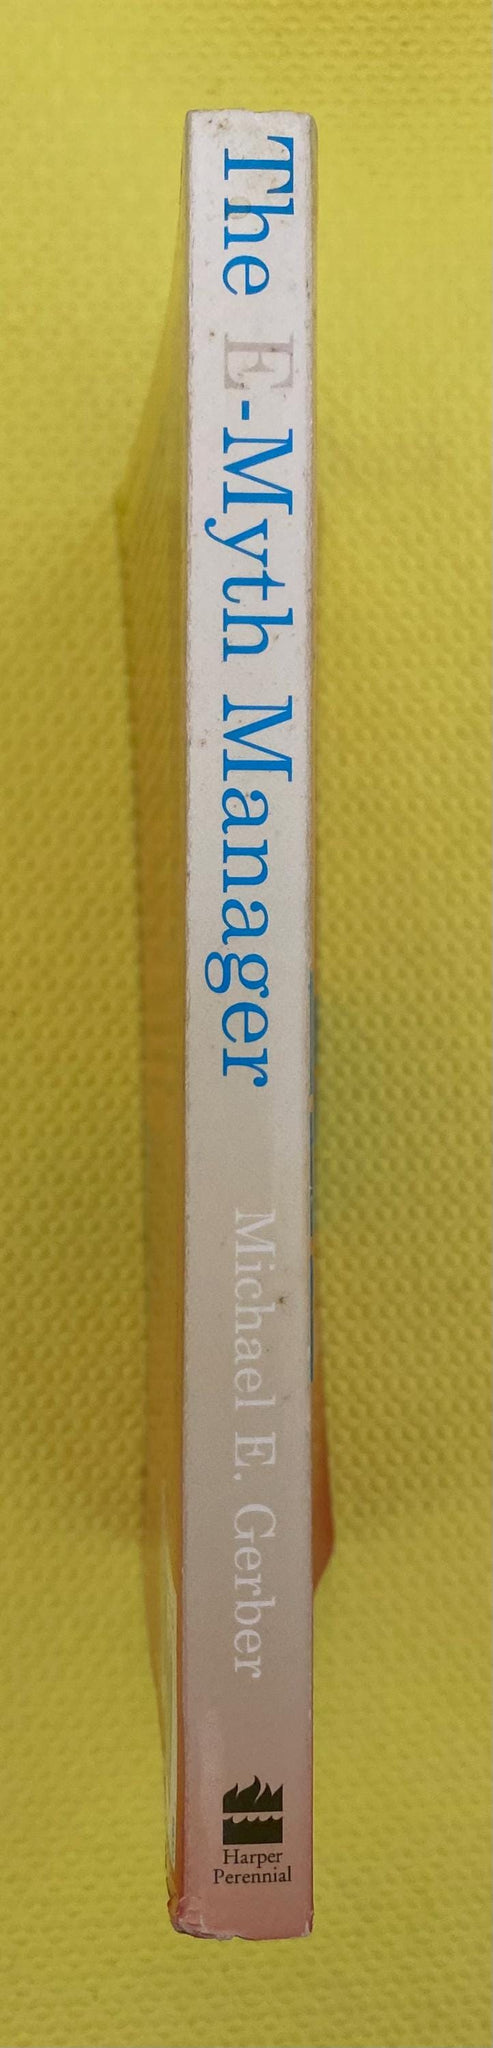 The E-Myth Manager
Michael E. Gerber
Harper
Perennial